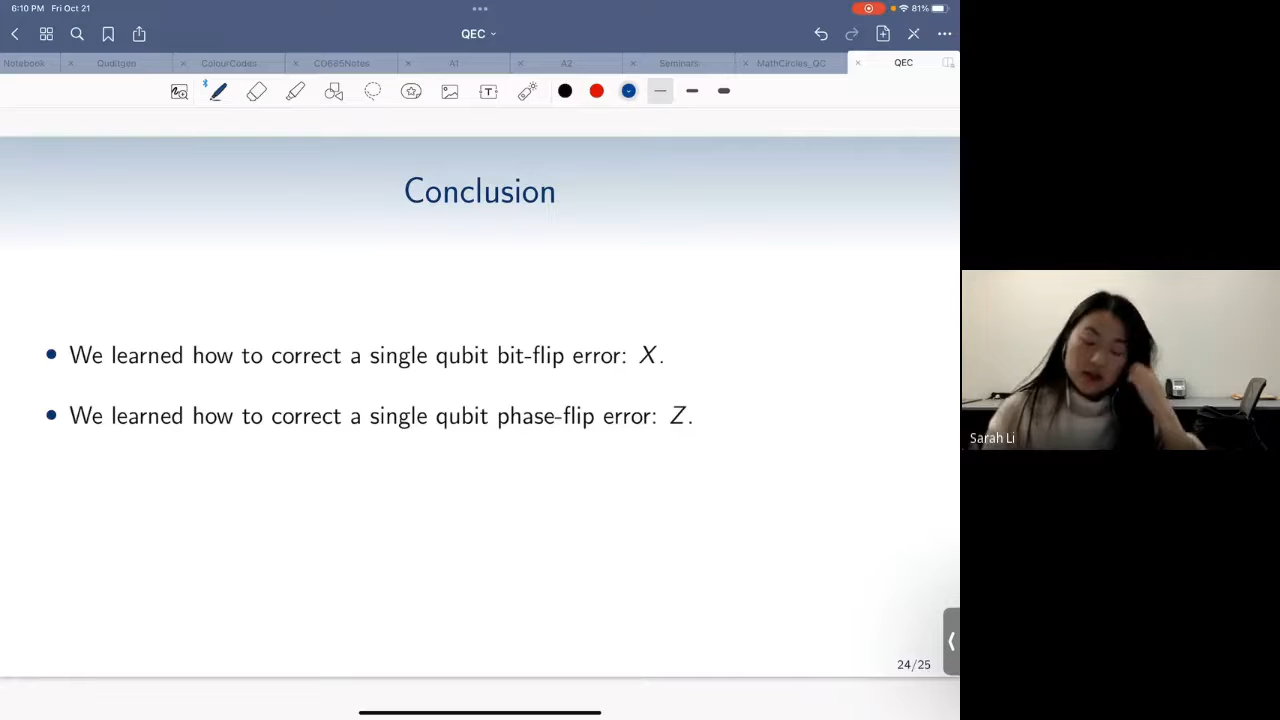 6:10 PM Fri Oct 21
81%
QEC
Notebook
Quditgen
ColourCodes
CO685Notes
A1
A2
Seminars
MathCircles_QC
QEC
Conclusion
• We learned how to correct a single qubit bit-flip error: X.
• We learned how to correct a single qubit phase-flip error: Z.
24/25
Sarah Li